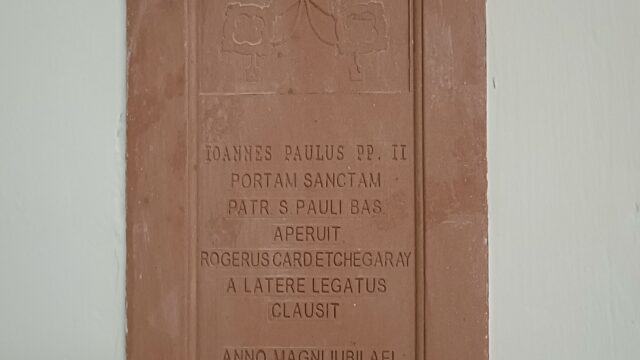 IOANNES PAULUS PP. II
PORTAM SANCTAM
PATR. S. PAULI BAS.
APERUIT
ROGERUS CARD ETCHEGARAY
A LATERE LEGATUS
CLAUSIT
ANNO MAGNI IUBILAEI